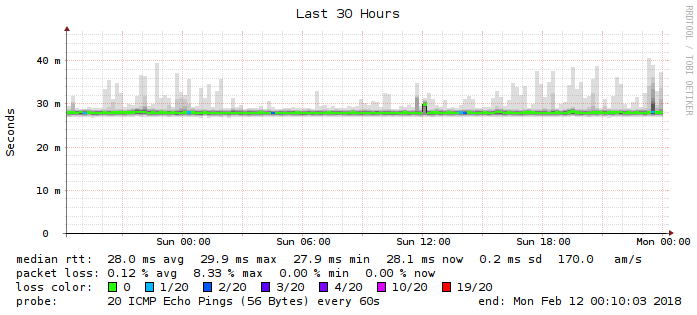 Last 30 Hours
RRDTOOL / TOBI OETIKER
Seconds
40 m
30 m
20 m
10 m
0
Sun 00:00 Sun 06:00 Sun 12:00 Sun 18:00 Mon 00:00
median rtt: 28.0 ms avg 29.9 ms max 27.9 ms min 28.1 ms now 0.2 ms sd 170.0 am/s
packet loss: 0.12 % avg 8.33 % max 0.00 % min 0.00 % now
loss color: 0 1/20 2/20 3/20 4/20 10/20 19/20
probe: 20 ICMP Echo Pings (56 Bytes) every 60s end: Mon Feb 12 00:10:03 2018